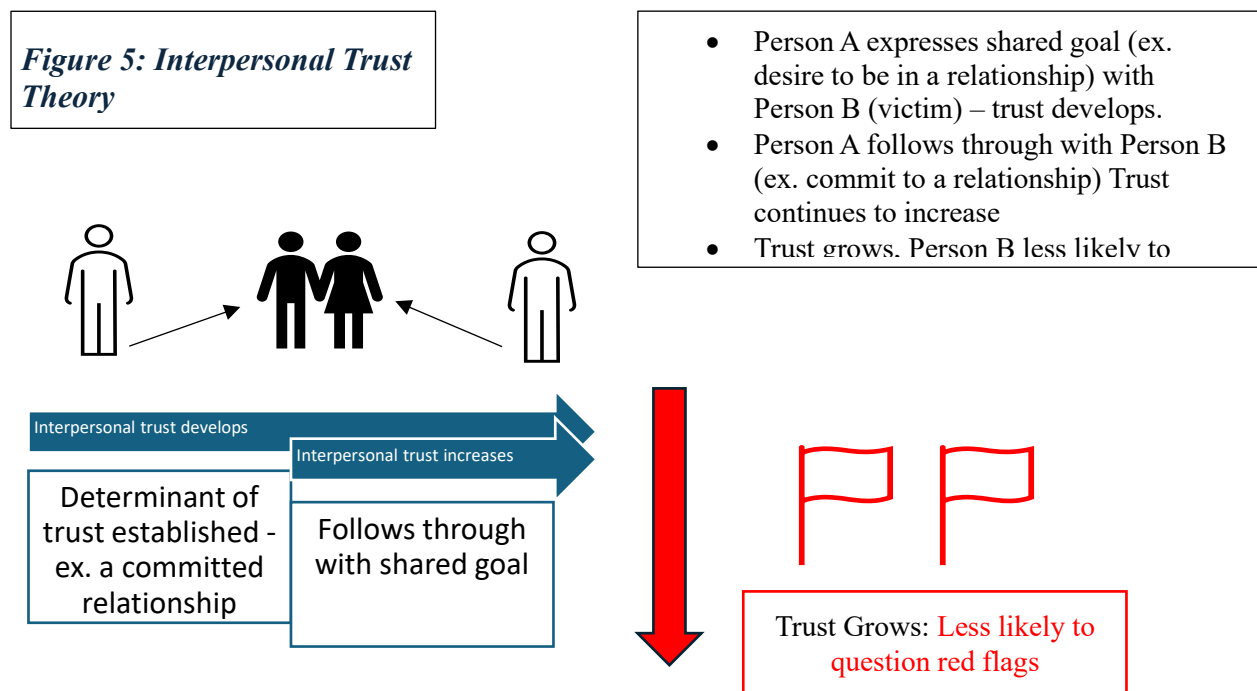 Figure 5: Interpersonal Trust
Theory
• Person A expresses shared goal (ex.
desire to be in a relationship) with
Person B (victim) – trust develops.
• Person A follows through with Person B
(ex. commit to a relationship) Trust
continues to increase
• Trust grows, Person B less likely to
Interpersonal trust develops
Interpersonal trust increases
Determinant of
trust established -
ex. a committed
relationship
Follows through
with shared goal
Trust Grows: Less likely to
question red flags